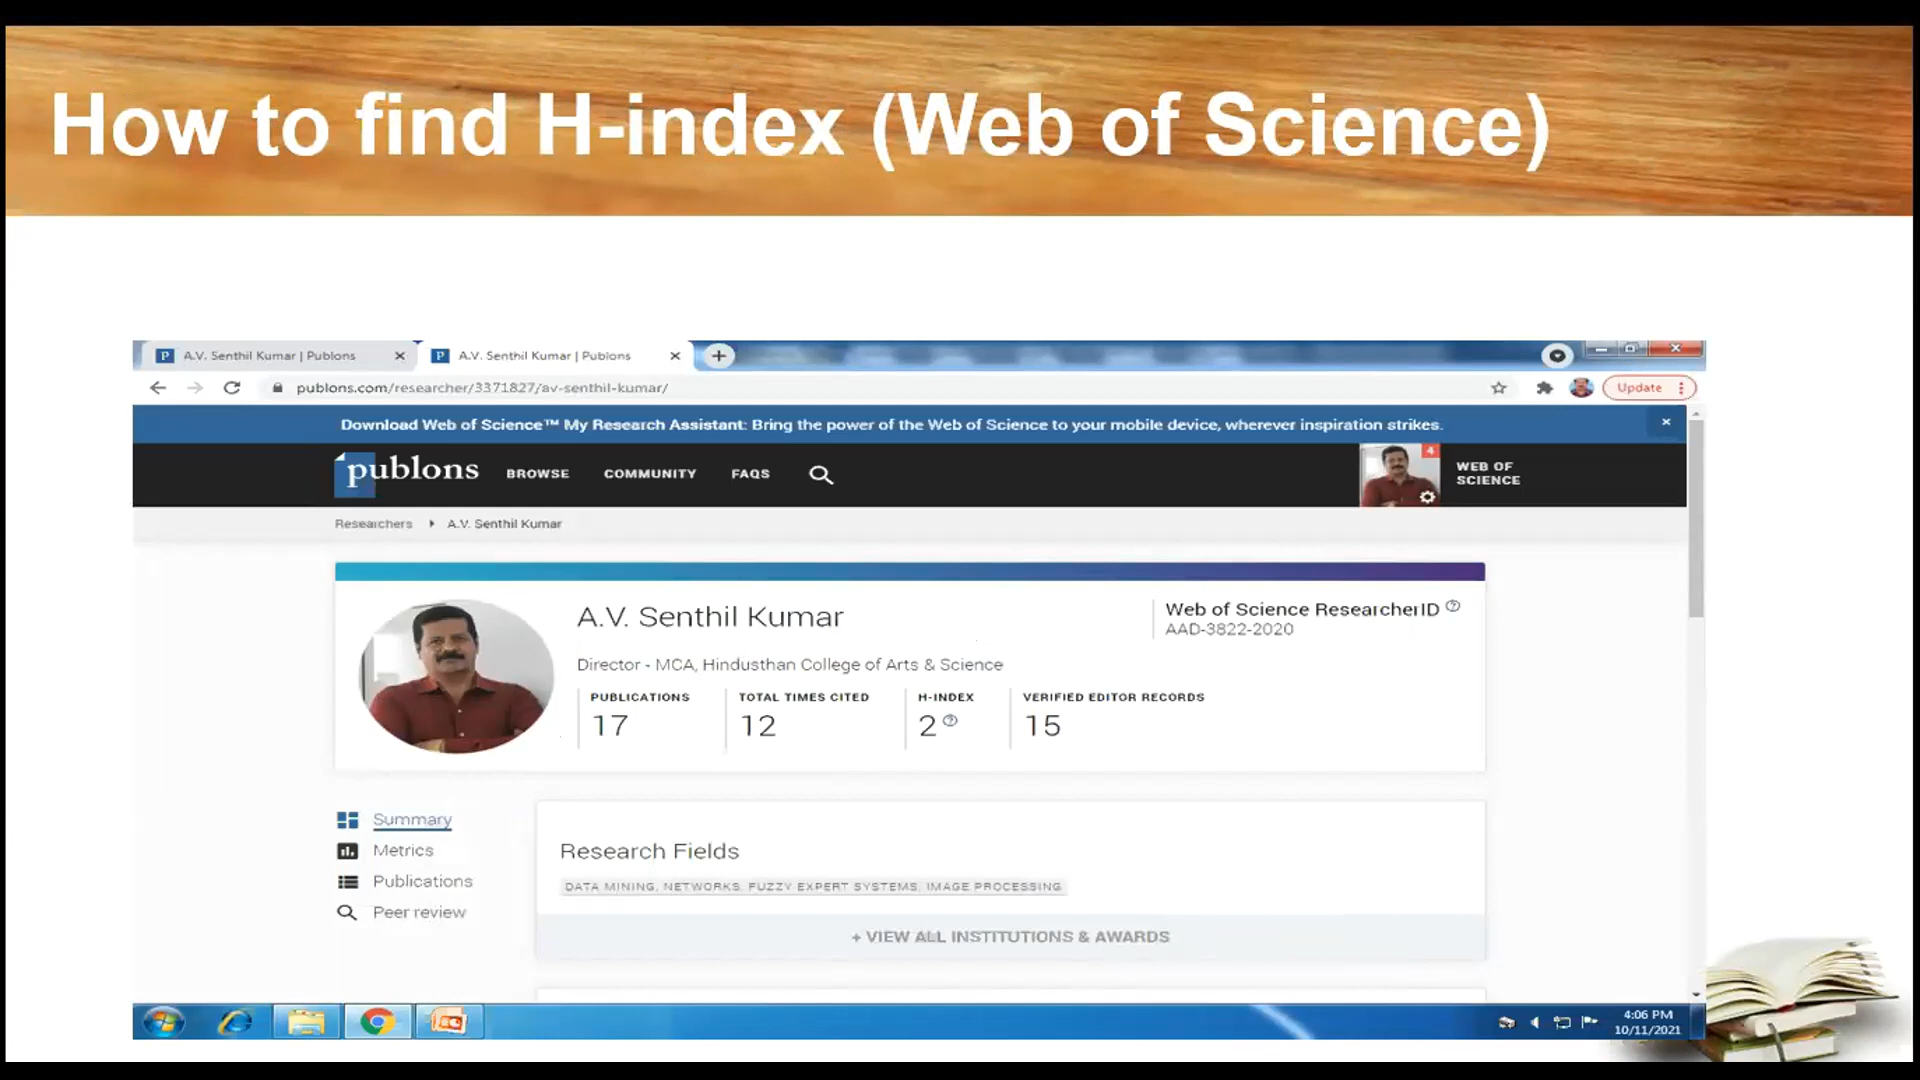 How to find H-index (Web of Science)
A.V. Senthil Kumar | Publons
A.V. Senthil Kumar | Publons
publons.com/researcher/3371827/av-senthil-kumar/
Update
Download Web of Science™ My Research Assistant: Bring the power of the Web of Science to your mobile device, wherever inspiration strikes.
publons
BROWSE
COMMUNITY
FAQS
4
WEB OF
SCIENCE
Researchers
A.V. Senthil Kumar
A.V. Senthil Kumar
Web of Science ResearcherID
AAD-3822-2020
Director - MCA, Hindusthan College of Arts & Science
PUBLICATIONS
17
TOTAL TIMES CITED
12
H-INDEX
2
VERIFIED EDITOR RECORDS
15
Summary
Metrics
Publications
Peer review
Research Fields
DATA MINING, NETWORKS, FUZZY EXPERT SYSTEMS, IMAGE PROCESSING
+ VIEW ALL INSTITUTIONS & AWARDS
4:06 PM
10/11/2021